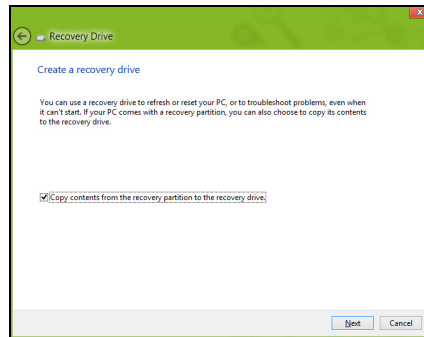 Recovery Drive
Create a recovery drive
You can use a recovery drive to refresh or reset your PC, or to troubleshoot problems, even when
it can't start. If your PC comes with a recovery partition, you can also choose to copy its contents
to the recovery drive.
Copy contents from the recovery partition to the recovery drive.
Next Cancel